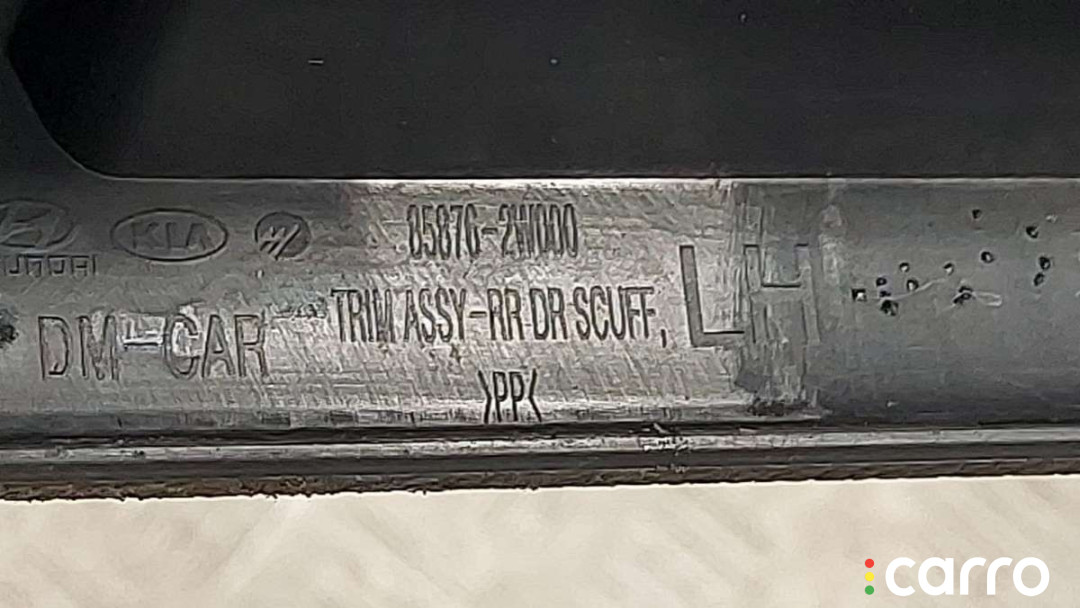 HYUNDAI
KIA
85876-2W000
DM-CAR
TRIM ASSY-RR DR SCUFF, LH
>PP<
carro